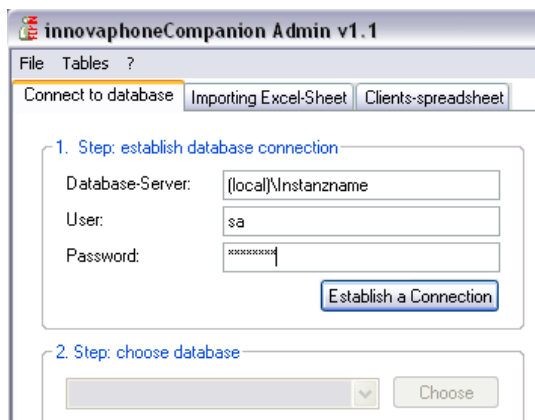 innovaphoneCompanion Admin v1.1
File Tables ?
Connect to database Importing Excel-Sheet Clients-spreadsheet
1. Step: establish database connection
Database-Server: (local)\Instanzname
User: sa
Password: ********
Establish a Connection
2. Step: choose database
Choose